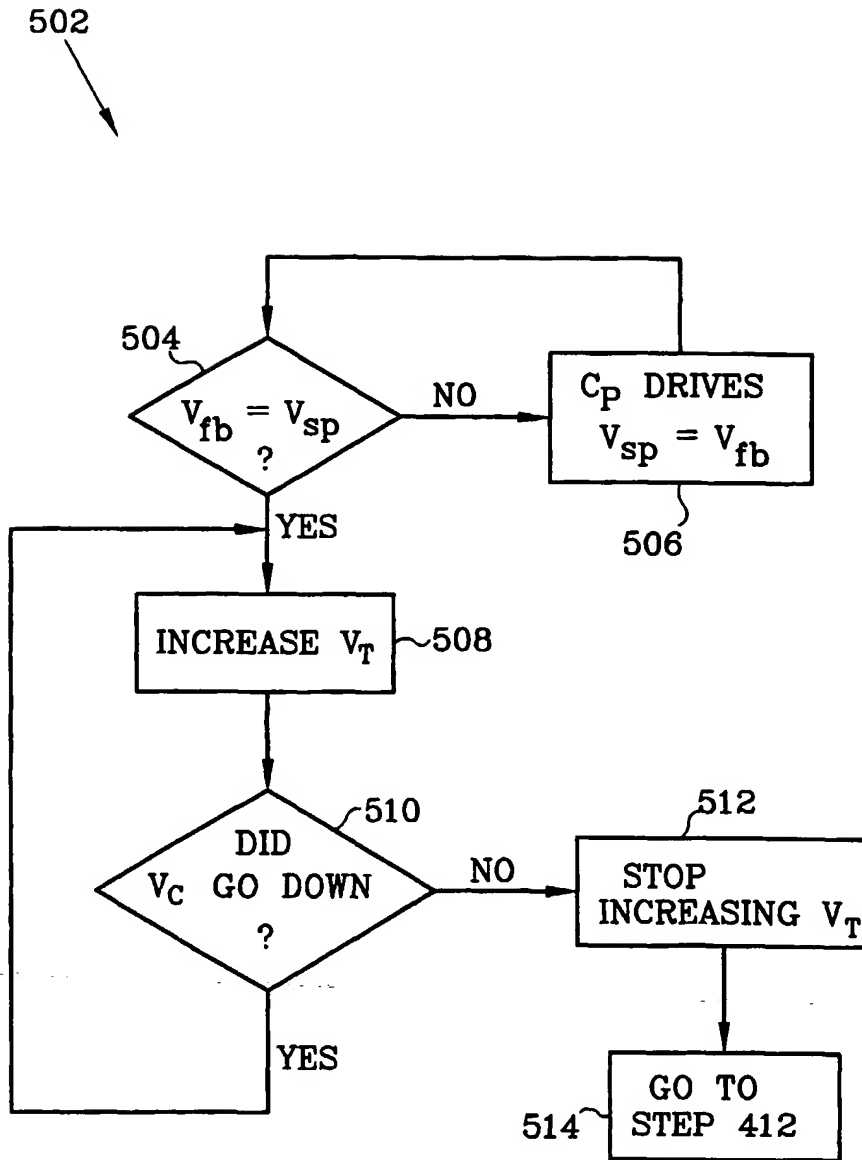 502
504
V_fb = V_sp
?
NO
C_P DRIVES
V_sp = V_fb
506
YES
INCREASE V_T
508
510
DID
V_C GO DOWN
?
NO
512
STOP
INCREASING V_T
YES
514
GO TO
STEP 412